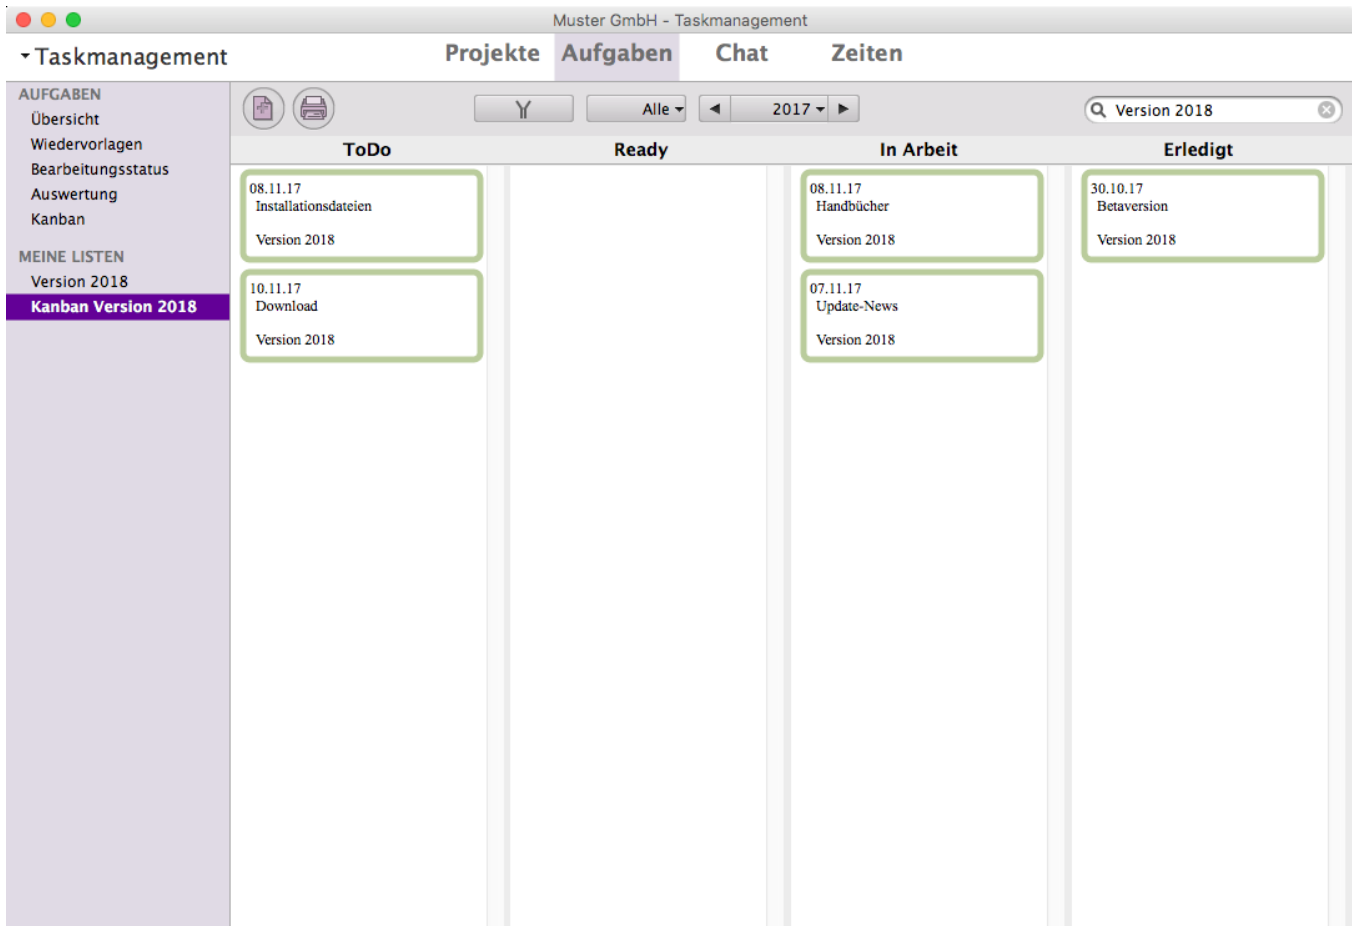 Muster GmbH - Taskmanagement
Taskmanagement
Projekte Aufgaben Chat Zeiten
AUFGABEN
Übersicht
Wiedervorlagen
Bearbeitungsstatus
Auswertung
Kanban
MEINE LISTEN
Version 2018
Kanban Version 2018
Alle 2017 Version 2018
ToDo Ready In Arbeit Erledigt
08.11.17
Installationsdateien
Version 2018
10.11.17
Download
Version 2018
08.11.17
Handbücher
Version 2018
07.11.17
Update-News
Version 2018
30.10.17
Betaversion
Version 2018